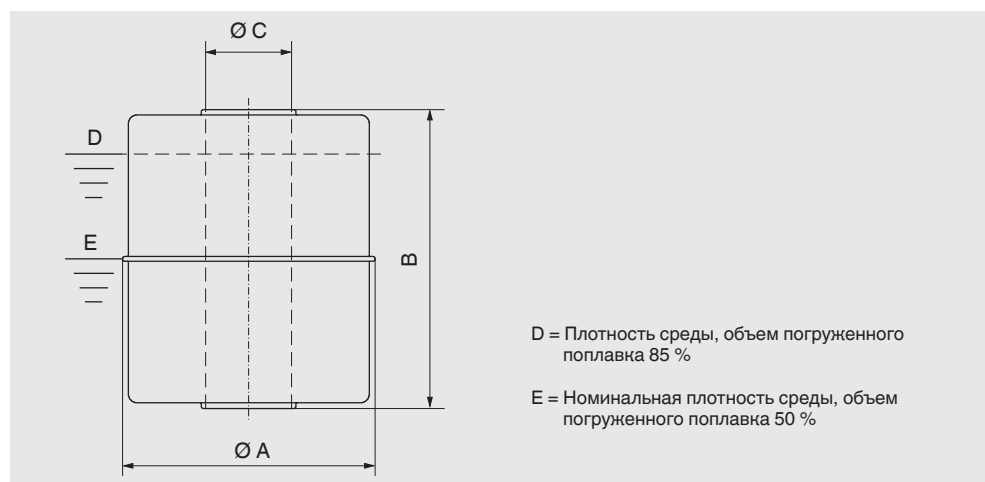 Ø C
D
E
B
D = Плотность среды, объем погруженного
поплавка 85 %
E = Номинальная плотность среды, объем
погруженного поплавка 50 %
Ø A